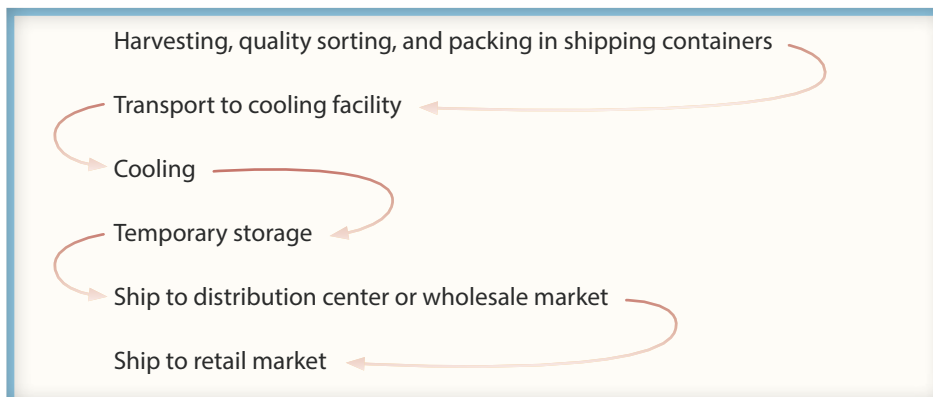 Harvesting, quality sorting, and packing in shipping containers
Transport to cooling facility
Cooling
Temporary storage
Ship to distribution center or wholesale market
Ship to retail market